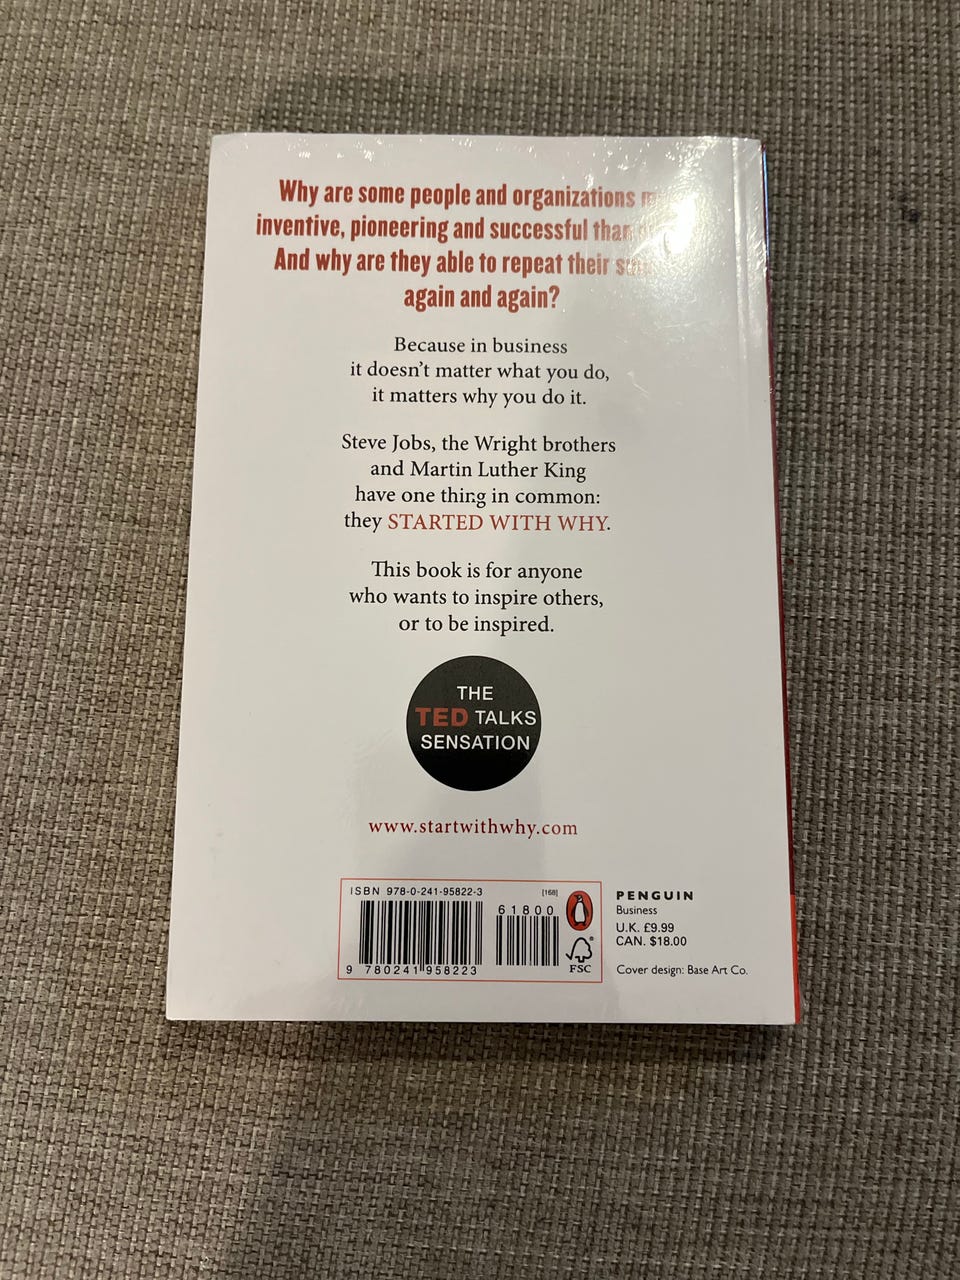 Why are some people and organizations
inventive, pioneering and successful than
And why are they able to repeat their
again and again?
Because in business
it doesn't matter what you do,
it matters why you do it.
Steve Jobs, the Wright brothers
and Martin Luther King
have one thing in common:
they STARTED WITH WHY.
This book is for anyone
who wants to inspire others,
or to be inspired.
THE
TED TALKS
SENSATION
www.startwithwhy.com
ISBN 978-0-241-95822-3
[168]
61800
9 780241 958223
FSC
PENGUIN
Business
U.K. £9.99
CAN. $18.00
Cover design: Base Art Co.